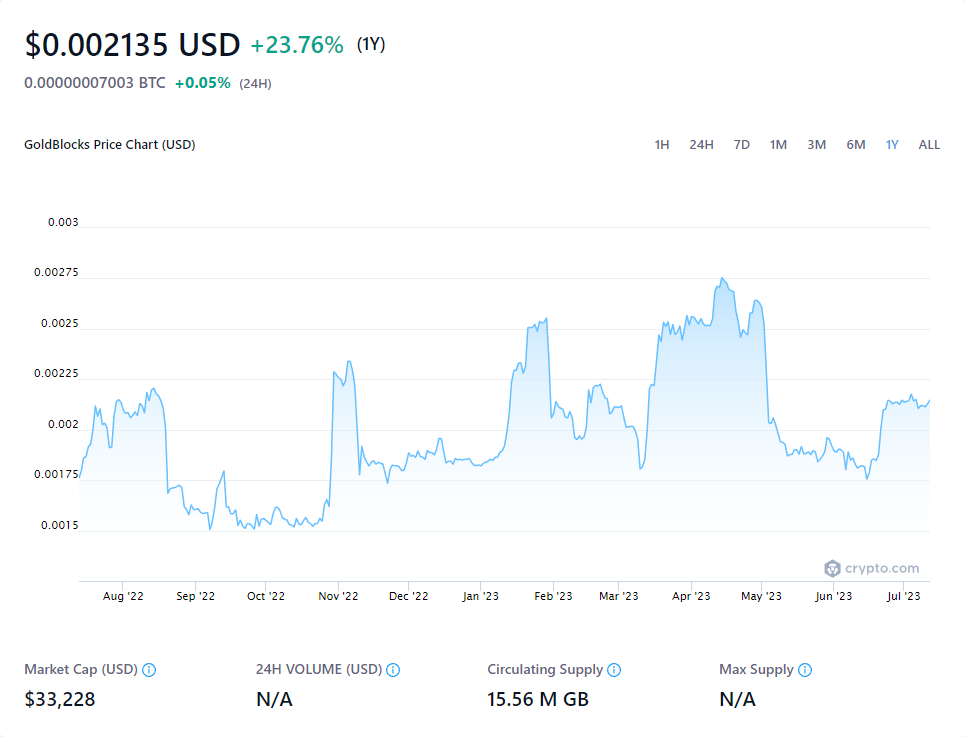 $0.002135 USD +23.76% (1Y)
0.00000007003 BTC +0.05% (24H)
GoldBlocks Price Chart (USD) 1H 24H 7D 1M 3M 6M 1Y ALL
0.003
0.00275
0.0025
0.00225
0.002
0.00175
0.0015
crypto.com
Aug '22 Sep '22 Oct '22 Nov '22 Dec '22 Jan '23 Feb '23 Mar '23 Apr '23 May '23 Jun '23 Jul '23
Market Cap (USD) 24H VOLUME (USD) Circulating Supply Max Supply
$33,228 N/A 15.56 M GB N/A